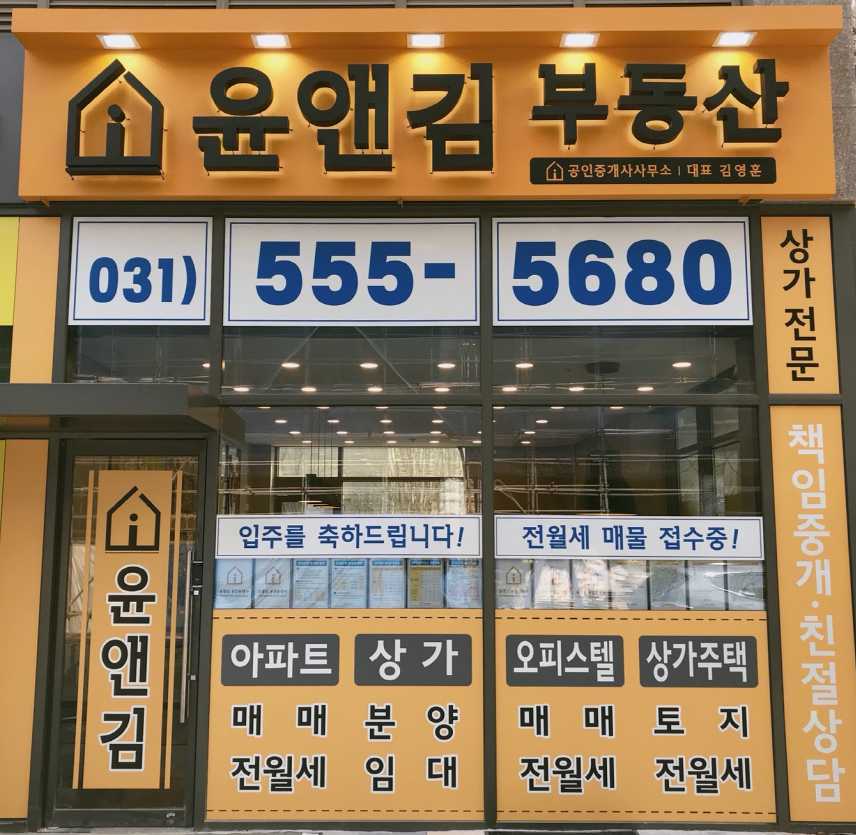 윤앤김 부동산
공인중개사사무소 | 대표 김영훈
031) 555-5680
상가전문
책임중개·친절상담
윤앤김
입주를 축하드립니다!
전월세 매물 접수중!
아파트 상가 오피스텔 상가주택
매매 분양 매매 토지
전월세 임대 전월세 전월세